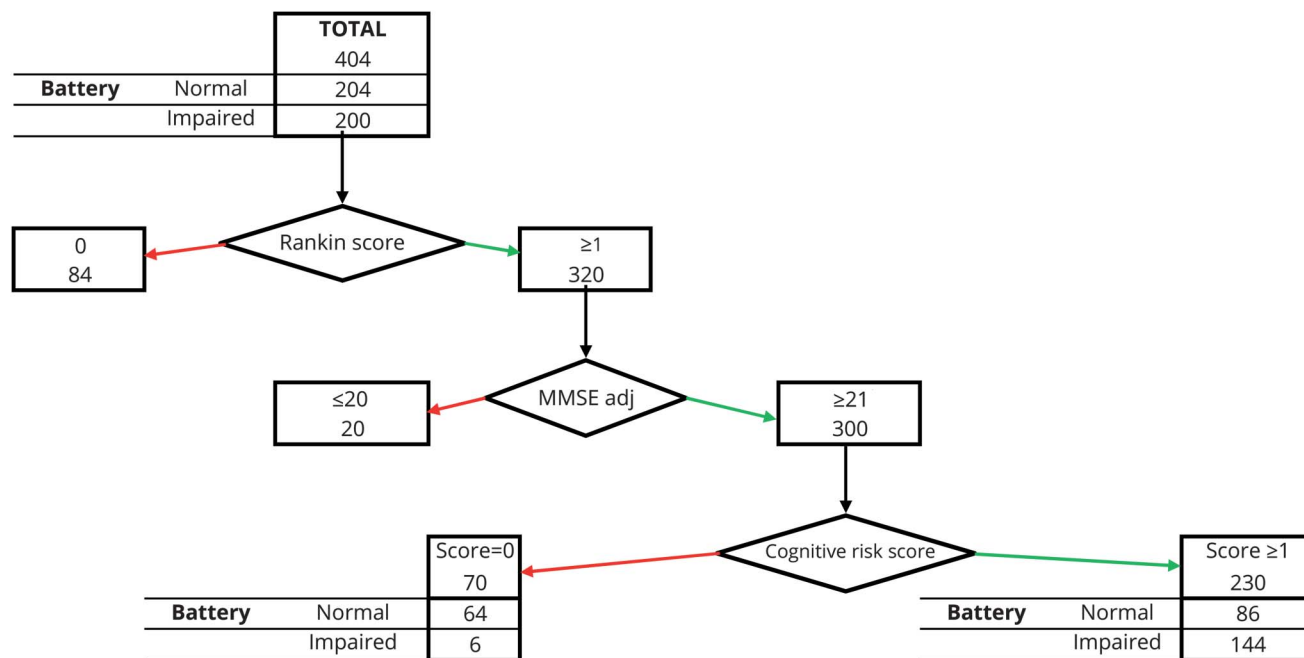 TOTAL
404
Battery Normal 204
Impaired 200
Rankin score
0
84
≥1
320
MMSE adj
≤20
20
≥21
300
Cognitive risk score
Score=0
70
Battery Normal 64
Impaired 6
Score ≥1
230
Battery Normal 86
Impaired 144